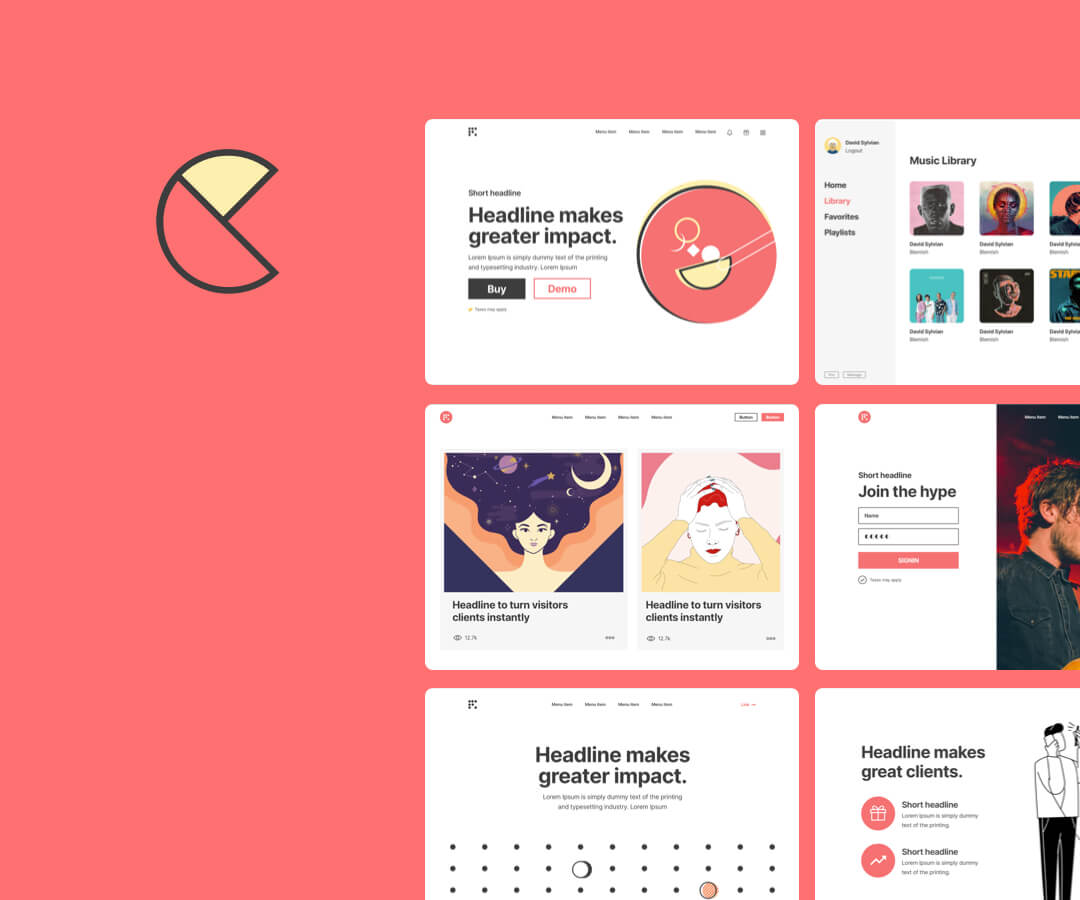 Menu item Menu item Menu item Menu item
Short headline
Headline makes
greater impact.
Lorem Ipsum is simply dummy text of the printing
and typesetting industry. Lorem Ipsum
Buy Demo
Taxes may apply
David Sylvian
Logout
Home
Library
Favorites
Playlists
Music Library
David Sylvian David Sylvian David Sylvian
Blemish Blemish Blemish
David Sylvian David Sylvian David Sylvian
Blemish Blemish Blemish
Menu item Menu item Menu item Menu item
Button Button
Headline to turn visitors
clients instantly
12.7k
Headline to turn visitors
clients instantly
12.7k
Menu item Menu item
Short headline
Join the hype
Name
€ € € € €
SIGNIN
Taxes may apply
Menu item Menu item Menu item Menu item
Link
Headline makes
greater impact.
Lorem Ipsum is simply dummy text of the printing
and typesetting industry. Lorem Ipsum
Headline makes
great clients.
Short headline
Lorem Ipsum is simply dummy
text of the printing.
Short headline
Lorem Ipsum is simply dummy
text of the printing.